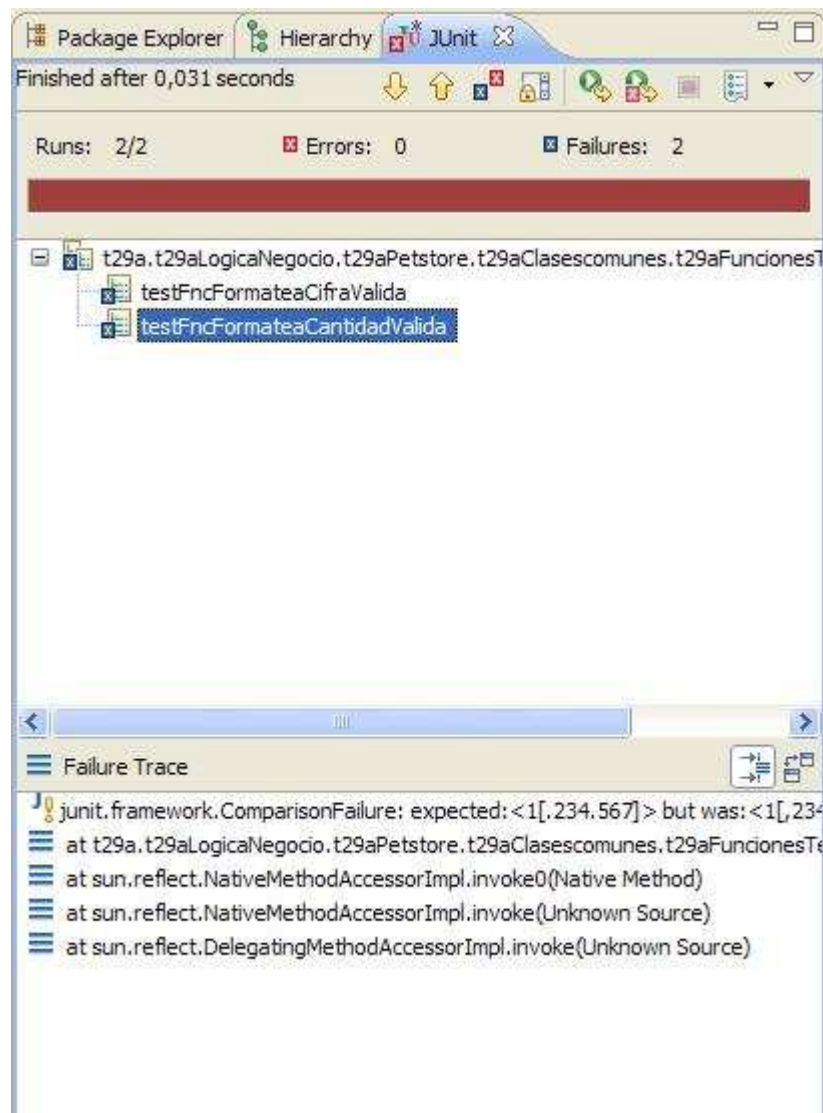 Package Explorer Hierarchy JUnit
Finished after 0,031 seconds
Runs: 2/2 Errors: 0 Failures: 2
t29a.t29aLogicaNegocio.t29aPetstore.t29aClasescomunes.t29aFuncionesT
testFncFormateaCifraValida
testFncFormateaCantidadValida
Failure Trace
junit.framework.ComparisonFailure: expected:<1[.234.567]> but was:<1[,234
at t29a.t29aLogicaNegocio.t29aPetstore.t29aClasescomunes.t29aFuncionesTe
at sun.reflect.NativeMethodAccessorImpl.invoke0(Native Method)
at sun.reflect.NativeMethodAccessorImpl.invoke(Unknown Source)
at sun.reflect.DelegatingMethodAccessorImpl.invoke(Unknown Source)